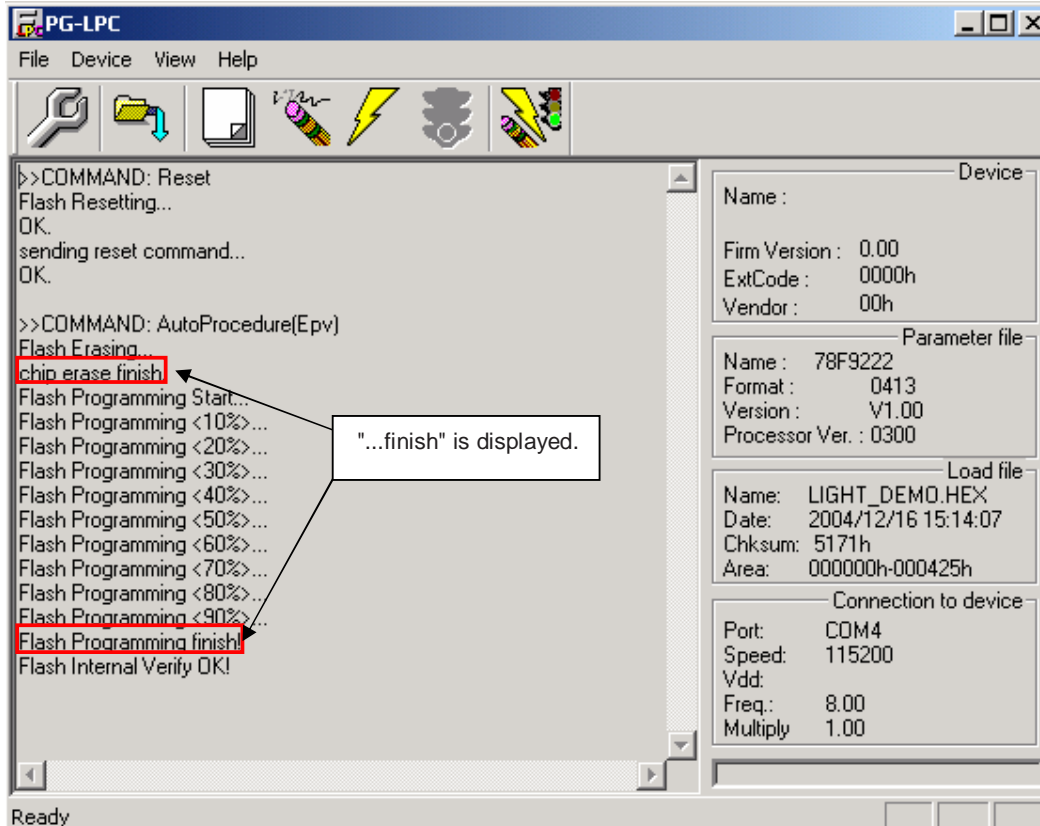 PG-LPC
File Device View Help
>>COMMAND: Reset
Flash Resetting...
OK.
sending reset command...
OK.
>>COMMAND: AutoProcedure(Epv)
Flash Erasing...
chip erase finish.
Flash Programming Start...
Flash Programming <10%>...
Flash Programming <20%>...
Flash Programming <30%>...
Flash Programming <40%>...
Flash Programming <50%>...
Flash Programming <60%>...
Flash Programming <70%>...
Flash Programming <80%>...
Flash Programming <90%>...
Flash Programming finish!
Flash Internal Verify OK!
"...finish" is displayed.
Device
Name :
Firm Version : 0.00
ExtCode : 0000h
Vendor : 00h
Parameter file
Name : 78F9222
Format : 0413
Version : V1.00
Processor Ver. : 0300
Load file
Name: LIGHT_DEMO.HEX
Date: 2004/12/16 15:14:07
Chksum: 5171h
Area: 000000h-000425h
Connection to device
Port: COM4
Speed: 115200
Vdd:
Freq.: 8.00
Multiply 1.00
Ready